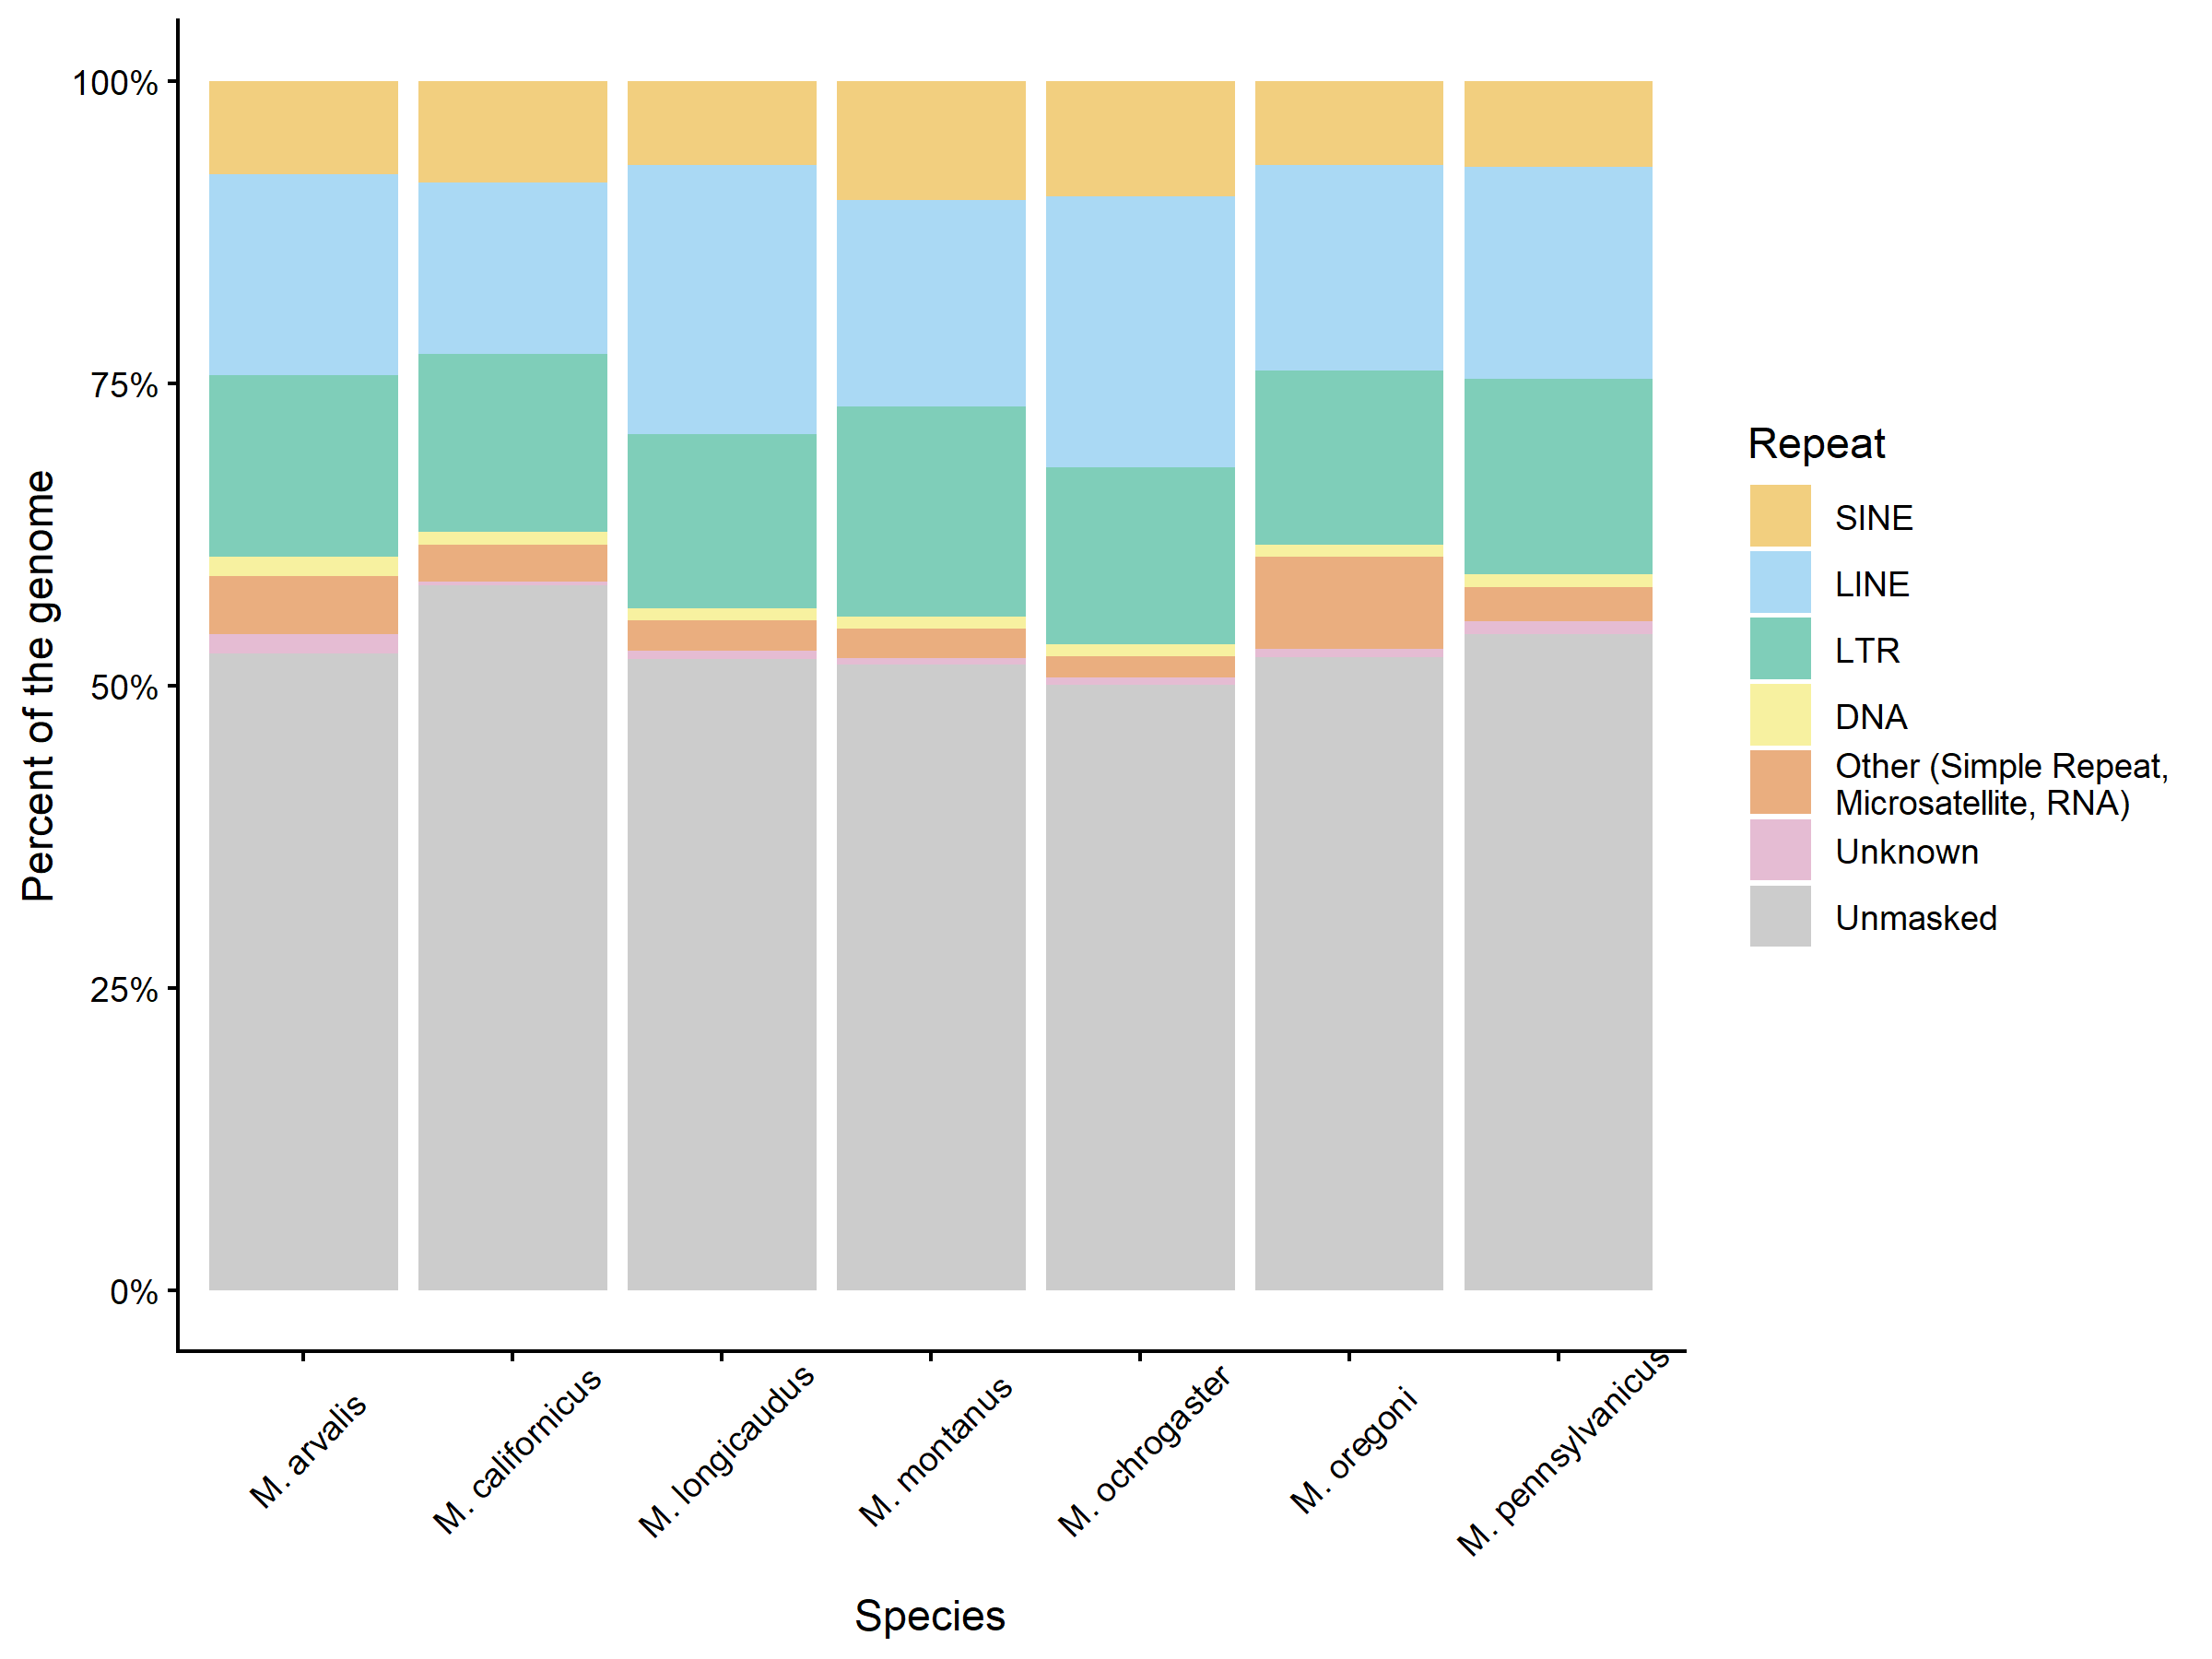 Percent of the genome
100%
75%
50%
25%
0%
M. arvalis
M. californicus
M. longicaudus
M. montanus
M. ochrogaster
M. oregoni
M. pennsylvanicus
Species
Repeat
SINE
LINE
LTR
DNA
Other (Simple Repeat,
Microsatellite, RNA)
Unknown
Unmasked